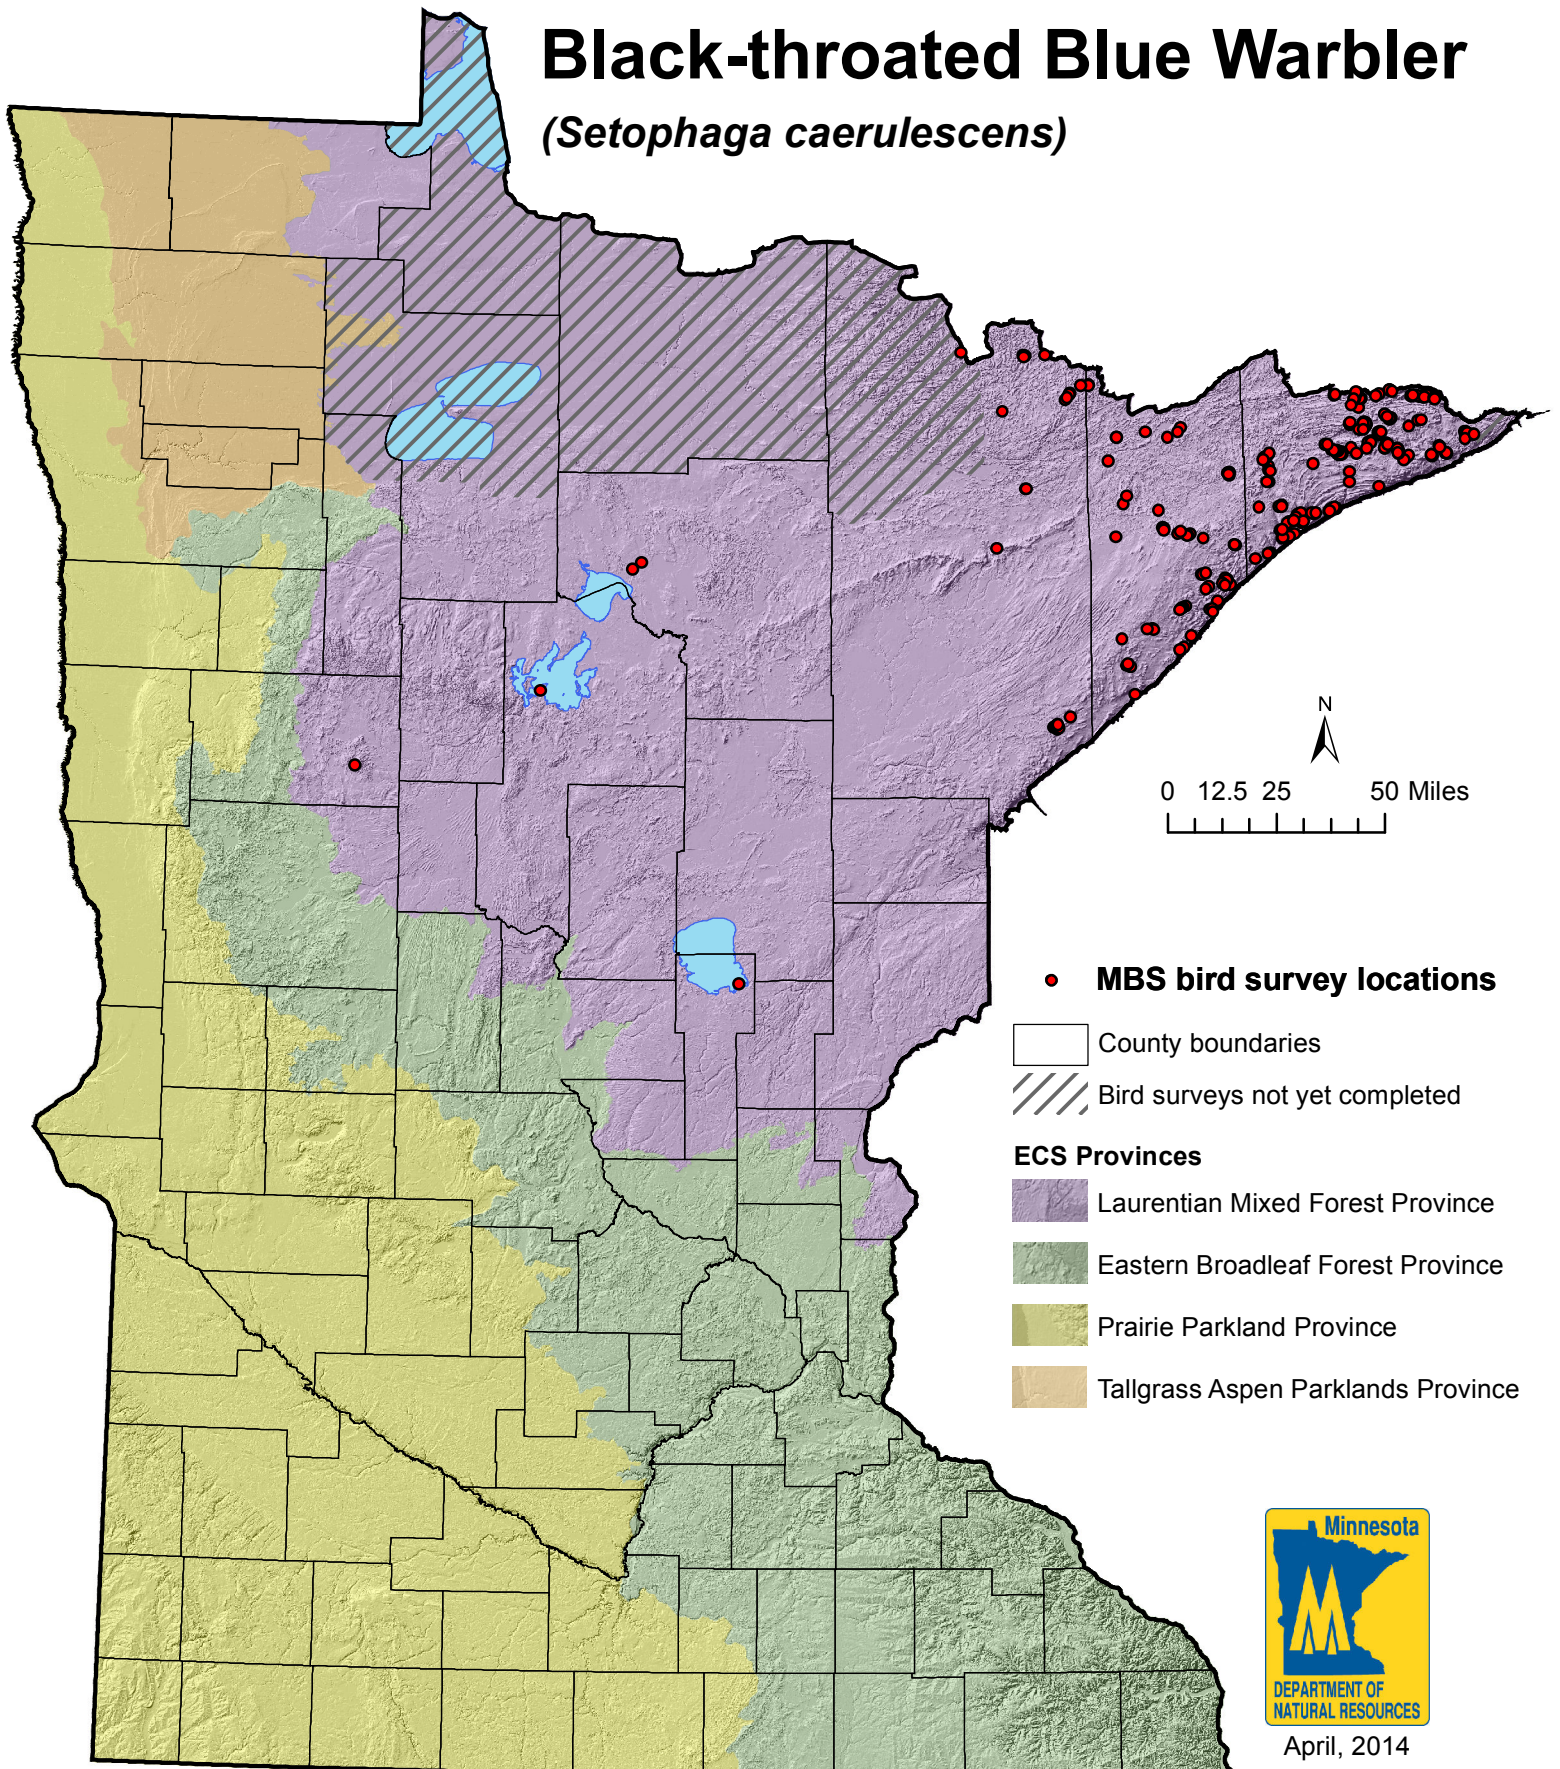 Black-throated Blue Warbler
(Setophaga caerulescens)
N
0 12.5 25 50 Miles
MBS bird survey locations
County boundaries
Bird surveys not yet completed
ECS Provinces
Laurentian Mixed Forest Province
Eastern Broadleaf Forest Province
Prairie Parkland Province
Tallgrass Aspen Parklands Province
Minnesota
DEPARTMENT OF
NATURAL RESOURCES
April, 2014